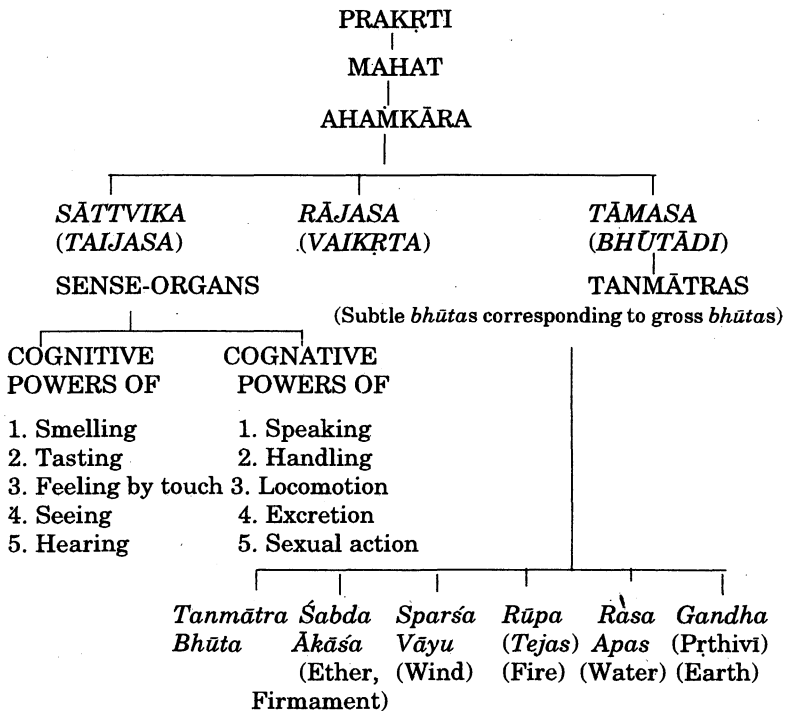 PRAKṚTI
MAHAT
AHAṀKĀRA
SĀTTVIKA RĀJASA TĀMASA
(TAIJASA) (VAIKṚTA) (BHŪTĀDI)
SENSE-ORGANS TANMĀTRAS
(Subtle bhūtas corresponding to gross bhūtas)
COGNITIVE COGNATIVE
POWERS OF POWERS OF
1. Smelling 1. Speaking
2. Tasting 2. Handling
3. Feeling by touch 3. Locomotion
4. Seeing 4. Excretion
5. Hearing 5. Sexual action
Tanmātra Śabda Sparśa Rūpa Ràsa Gandha
Bhūta Ākāśa Vāyu (Tejas) Apas (Pṛthivī)
(Ether, (Wind) (Fire) (Water) (Earth)
Firmament)